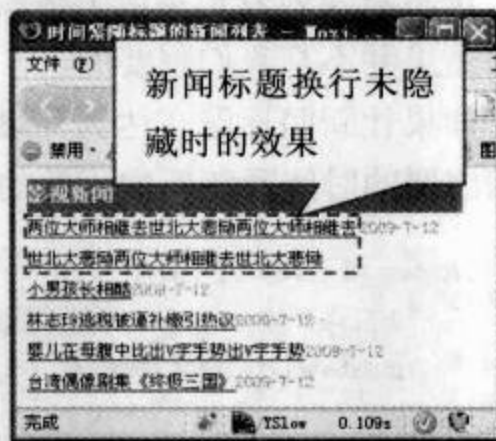 时间紧随标题的新闻列表 - Mozi...
文件 (F)
新闻标题换行未隐
藏时的效果
禁用·
图
影视新闻
两位大师相继去世北大悲恸两位大师相继去2009-7-12
世北大悲恸两位大师相继去世北大悲恸
小男孩长相酷2009-7-12
林志玲逃税被逼补缴引热议2009-7-12
婴儿在母腹中比出V字手势出V字手势2009-7-12
台湾偶像剧集《终极三国》2009-7-12
完成 YSlow 0.109s